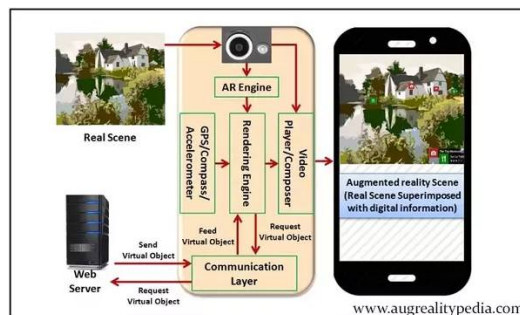 Real Scene
AR Engine
GPS/Compass/
Accelerometer
Rendering Engine
Video
Player/Composer
Feed
Virtual Object
Request
Virtual Object
Communication
Layer
Send
Virtual Object
Request
Virtual Object
Web
Server
Augmented reality Scene
(Real Scene Superimposed
with digital information)
www.augrealitypedia.com